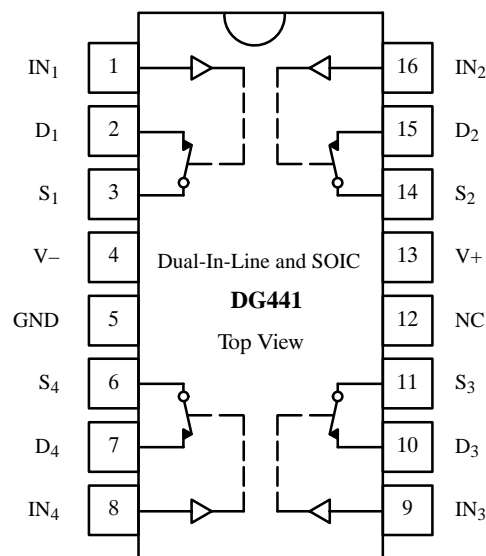 IN1 1 16 IN2
D1 2 15 D2
S1 3 14 S2
V– 4 13 V+
Dual-In-Line and SOIC
DG441
GND 5 12 NC
Top View
S4 6 11 S3
D4 7 10 D3
IN4 8 9 IN3